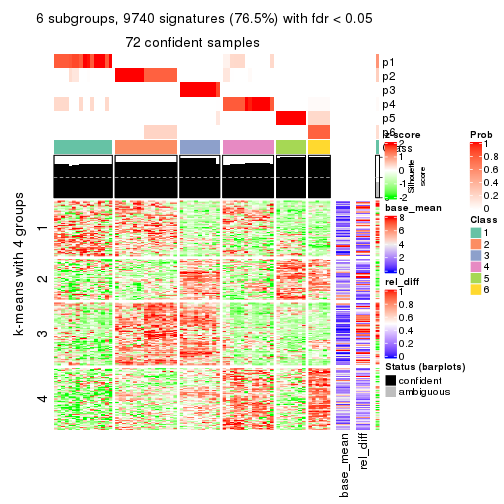 6 subgroups, 9740 signatures (76.5%) with fdr < 0.05
72 confident samples
p1
p2
p3
p4
p5
p6
Class
Silhouette
score
k-means with 4 groups
1
2
3
4
base_mean
rel_diff
z-score
2
1
0
-1
-2
base_mean
8
6
4
2
0
rel_diff
1
0.8
0.6
0.4
0.2
0
Status (barplots)
confident
ambiguous
Prob
1
0.8
0.6
0.4
0.2
0
Class
1
2
3
4
5
6